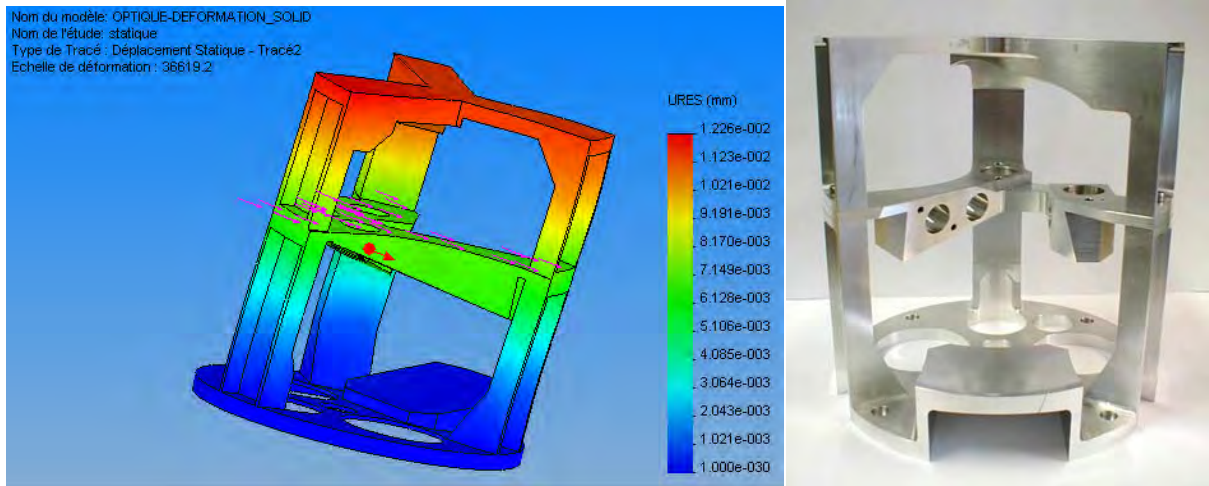 Nom du modèle: OPTIQUE-DEFORMATION_SOLID
Nom de l'étude: statique
Type de Tracé : Déplacement Statique - Tracé2
Echelle de déformation : 36619.2
URES (mm)
1.226e-002
1.123e-002
1.021e-002
9.191e-003
8.170e-003
7.149e-003
6.128e-003
5.106e-003
4.085e-003
3.064e-003
2.043e-003
1.021e-003
1.000e-030